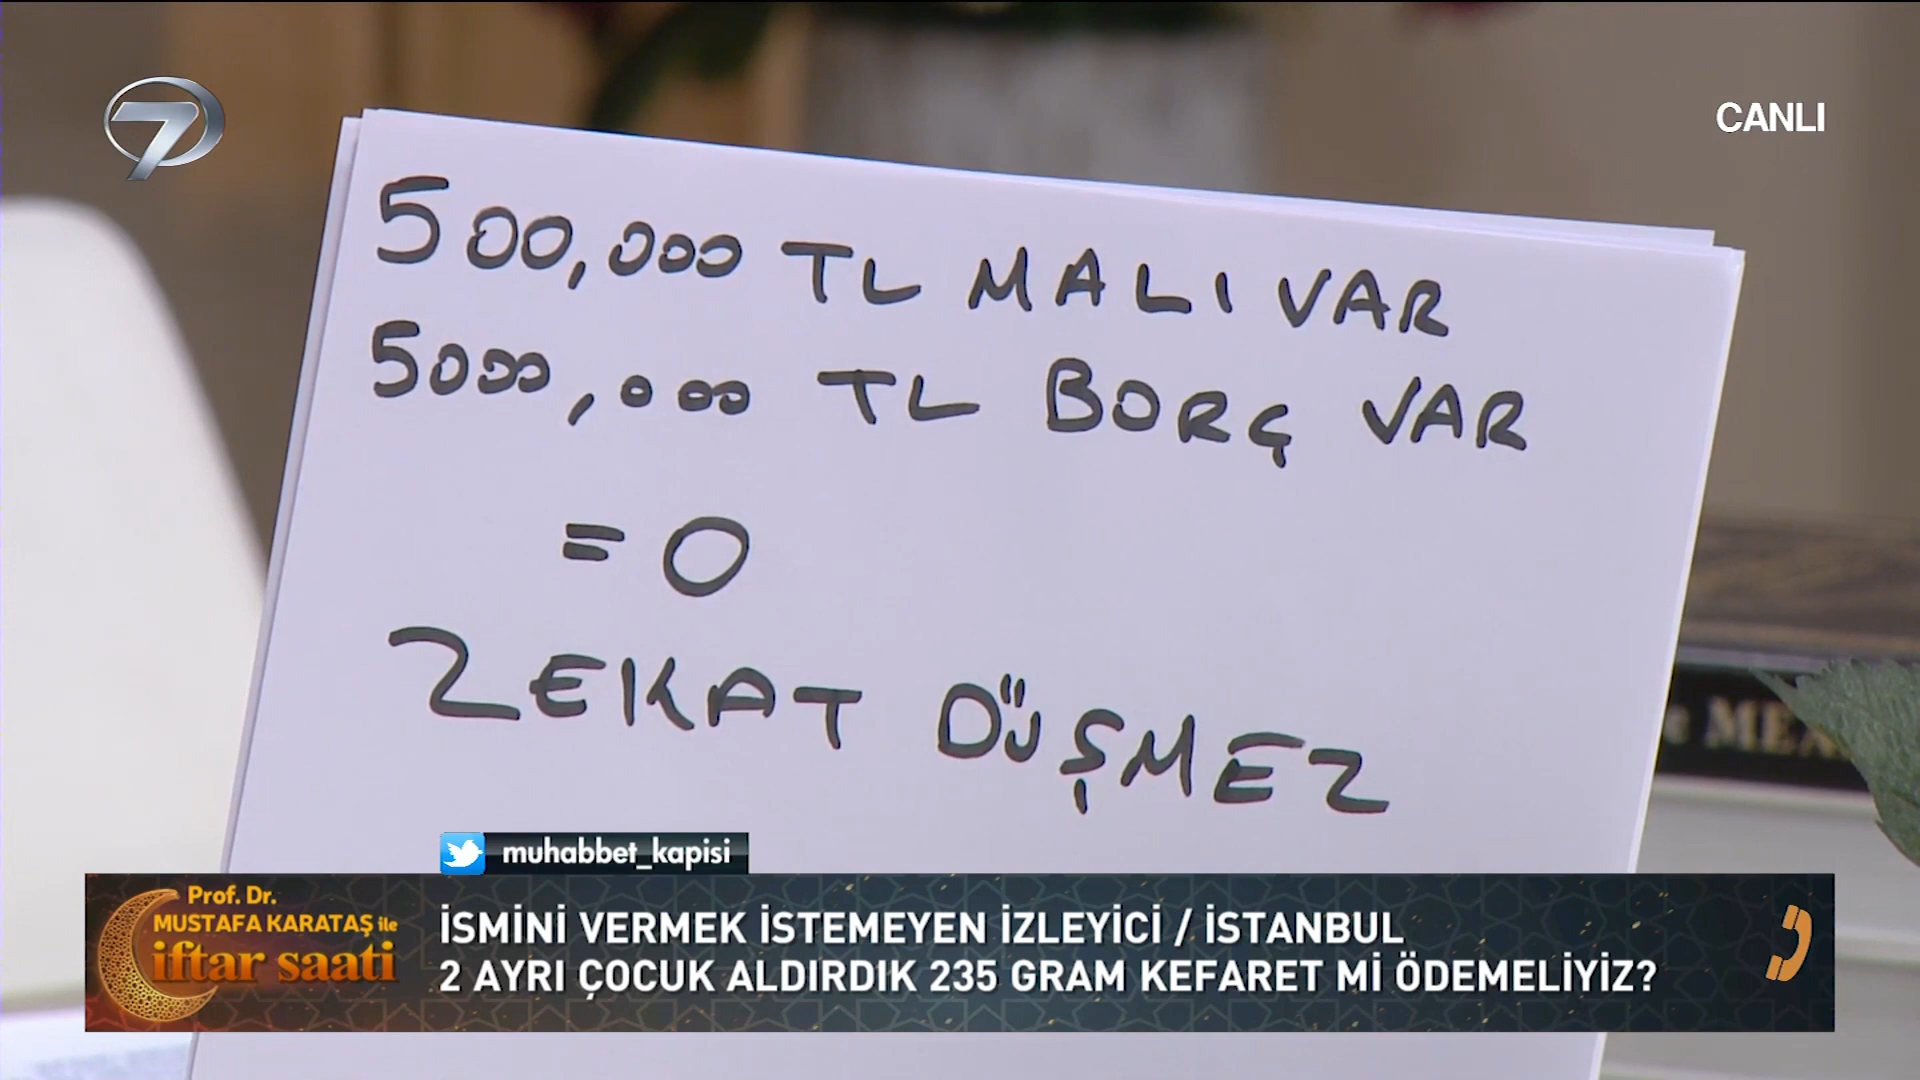 7
CANLI
500,000 TL MALI VAR
5000,000 TL BORÇ VAR
= 0
ZEKAT DÜŞMEZ
muhabbet_kapisi
Prof. Dr.
MUSTAFA KARATAŞ ile
iftar saati
İSMİNİ VERMEK İSTEMEYEN İZLEYİCİ / İSTANBUL
2 AYRI ÇOCUK ALDIRDIK 235 GRAM KEFARET Mİ ÖDEMELİYİZ?